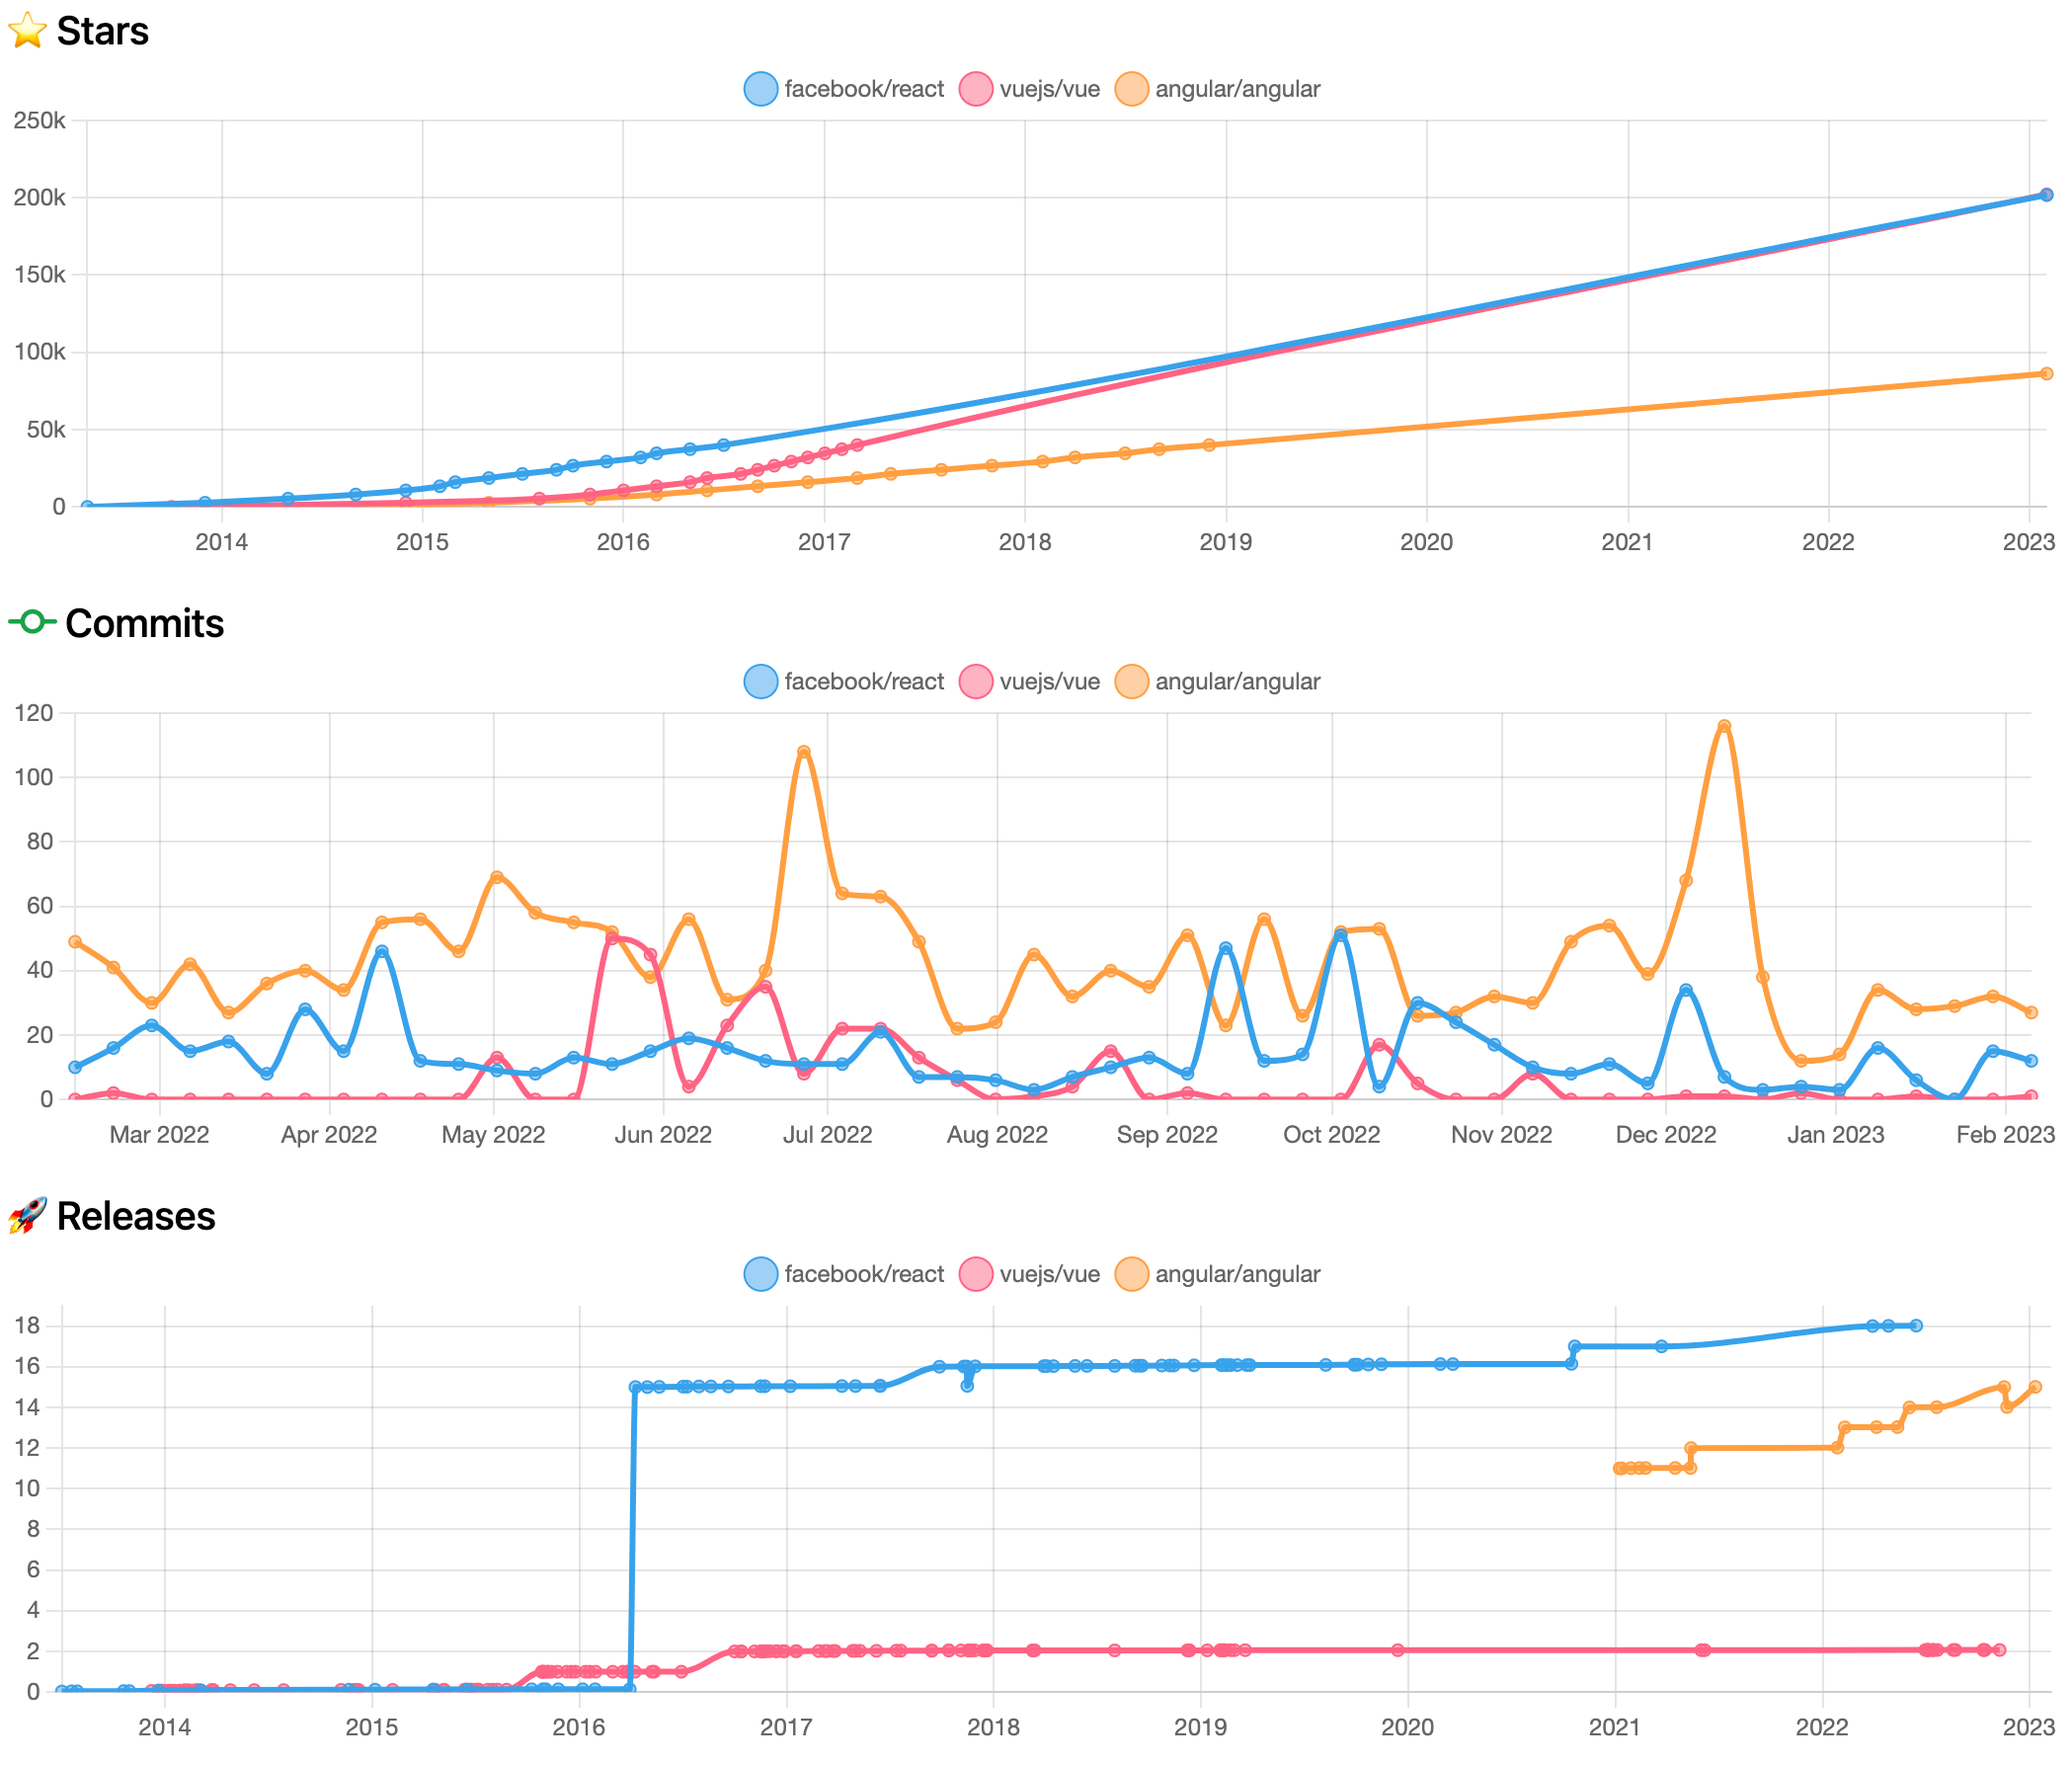 ⭐ Stars
facebook/react vuejs/vue angular/angular
250k
200k
150k
100k
50k
0
2014 2015 2016 2017 2018 2019 2020 2021 2022 2023
Commits
facebook/react vuejs/vue angular/angular
120
100
80
60
40
20
0
Mar 2022 Apr 2022 May 2022 Jun 2022 Jul 2022 Aug 2022 Sep 2022 Oct 2022 Nov 2022 Dec 2022 Jan 2023 Feb 2023
🚀 Releases
facebook/react vuejs/vue angular/angular
18
16
14
12
10
8
6
4
2
0
2014 2015 2016 2017 2018 2019 2020 2021 2022 2023